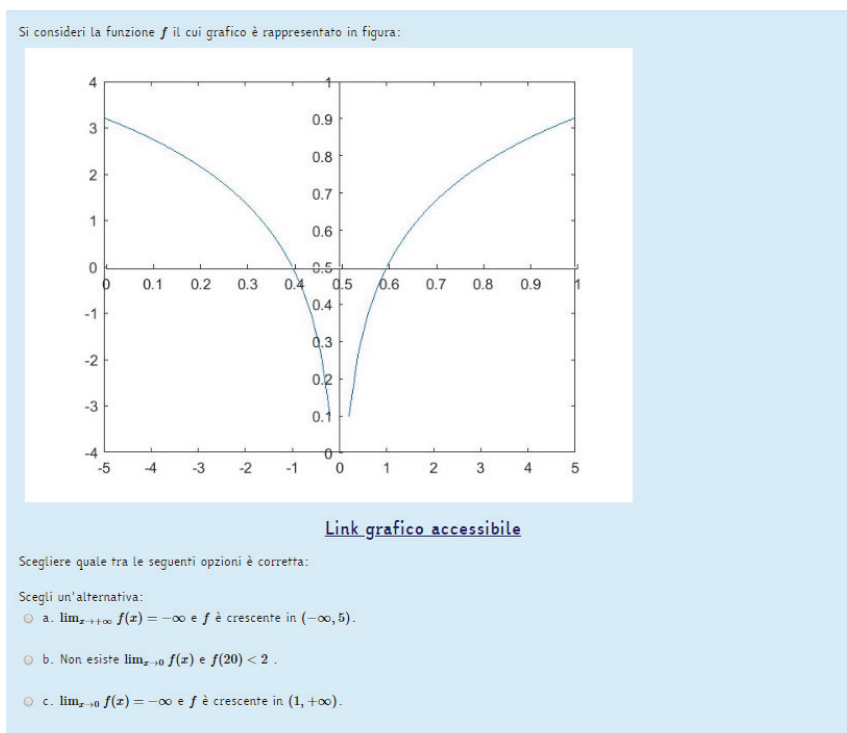 Si consideri la funzione f il cui grafico è rappresentato in figura:
4
3
2
1
0
-1
-2
-3
-4
1
0.9
0.8
0.7
0.6
0.5
0.4
0.3
0.2
0.1
0
0 0.1 0.2 0.3 0.4 0.5 0.6 0.7 0.8 0.9 1
-5 -4 -3 -2 -1 0 1 2 3 4 5
Link grafico accessibile
Scegliere quale tra le seguenti opzioni è corretta:
Scegli un'alternativa:
a. lim x→+∞ f(x) = −∞ e f è crescente in (−∞, 5).
b. Non esiste lim x→0 f(x) e f(20) < 2 .
c. lim x→0 f(x) = −∞ e f è crescente in (1, +∞).